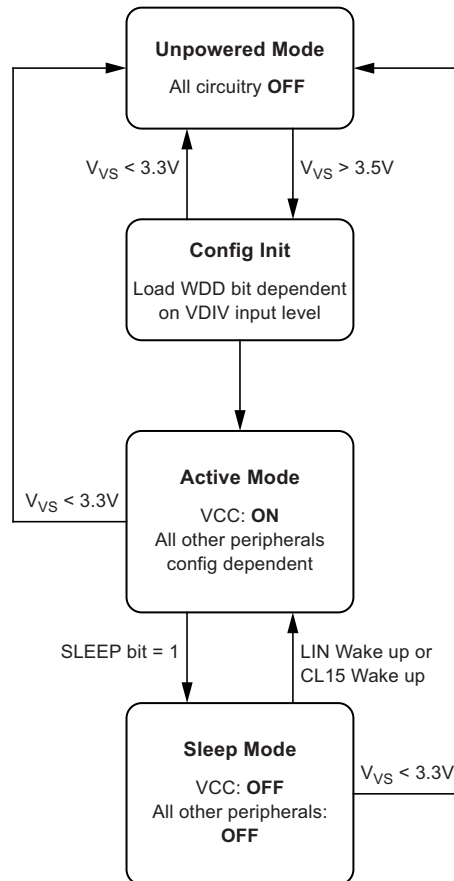 Unpowered Mode
All circuitry OFF
V_VS < 3.3V
V_VS > 3.5V
Config Init
Load WDD bit dependent
on VDIV input level
Active Mode
VCC: ON
All other peripherals
config dependent
V_VS < 3.3V
SLEEP bit = 1
LIN Wake up or
CL15 Wake up
Sleep Mode
VCC: OFF
All other peripherals:
OFF
V_VS < 3.3V